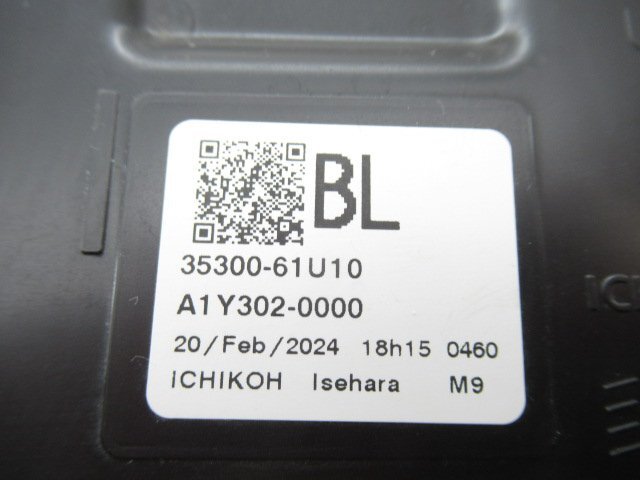 BL
35300-61U10
A1Y302-0000
20/Feb/2024 18h15 0460
ICHIKOH Isehara M9